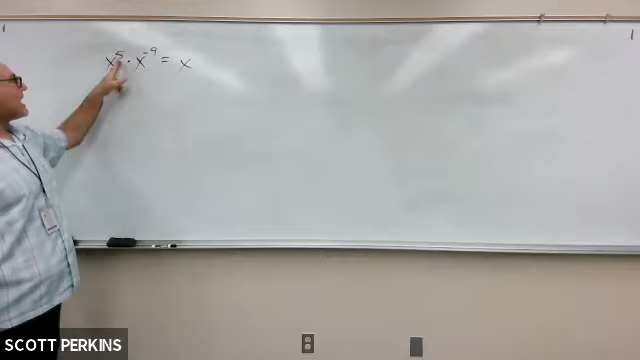 x⁵ · x⁻⁹ = x
SCOTT PERKINS